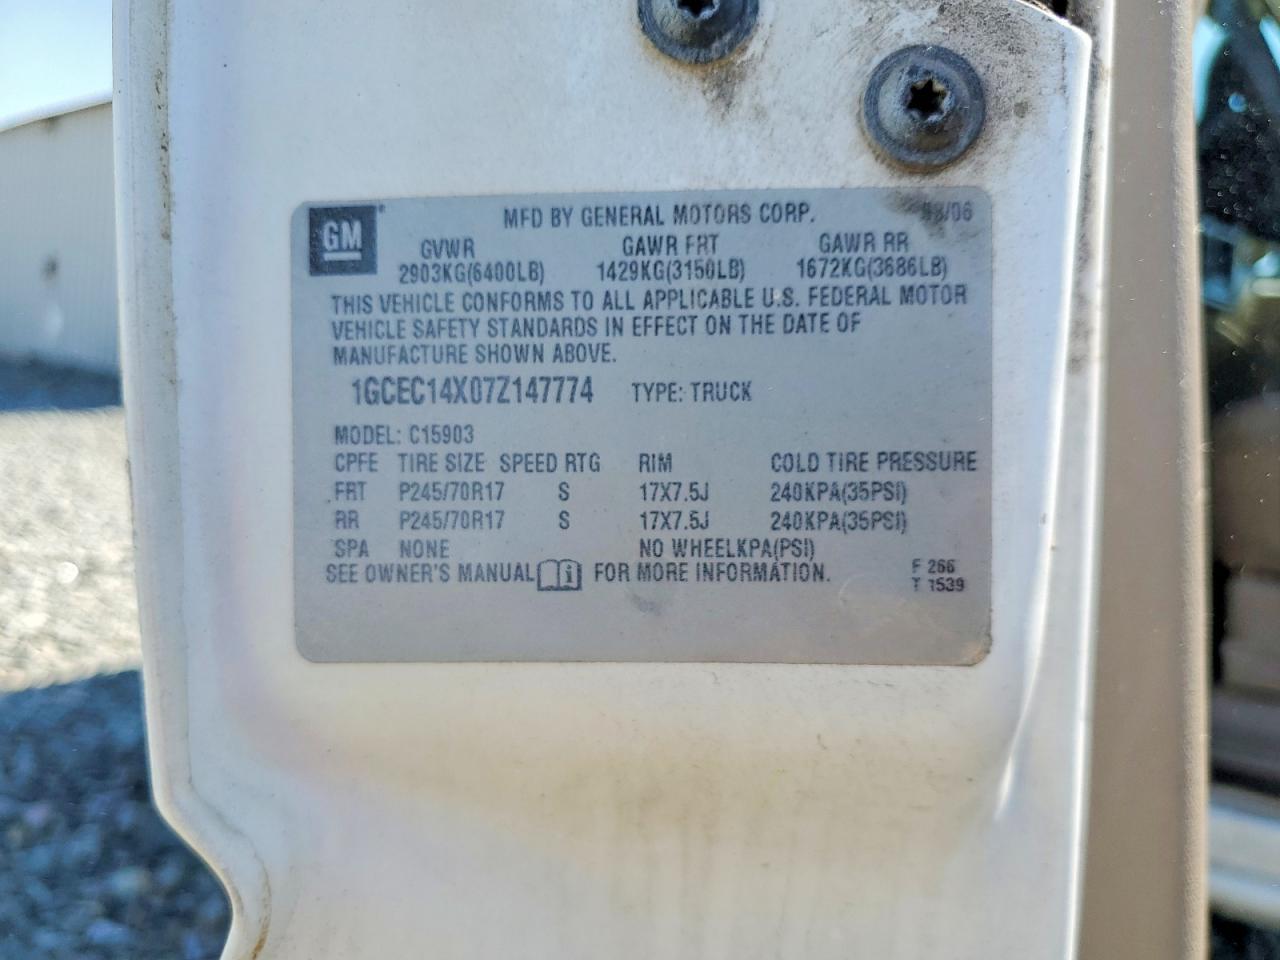 GM MFD BY GENERAL MOTORS CORP.
GVWR GAWR FRT GAWR RR
2903KG(6400LB) 1429KG(3150LB) 1672KG(3686LB)
THIS VEHICLE CONFORMS TO ALL APPLICABLE U.S. FEDERAL MOTOR
VEHICLE SAFETY STANDARDS IN EFFECT ON THE DATE OF
MANUFACTURE SHOWN ABOVE.
1GCEC14X07Z147774 TYPE: TRUCK
MODEL: C15903
CPFE TIRE SIZE SPEED RTG RIM COLD TIRE PRESSURE
FRT P245/70R17 S 17X7.5J 240KPA(35PSI)
RR P245/70R17 S 17X7.5J 240KPA(35PSI)
SPA NONE NO WHEELKPA(PSI)
SEE OWNER'S MANUAL FOR MORE INFORMATION.
F 266
T 1539